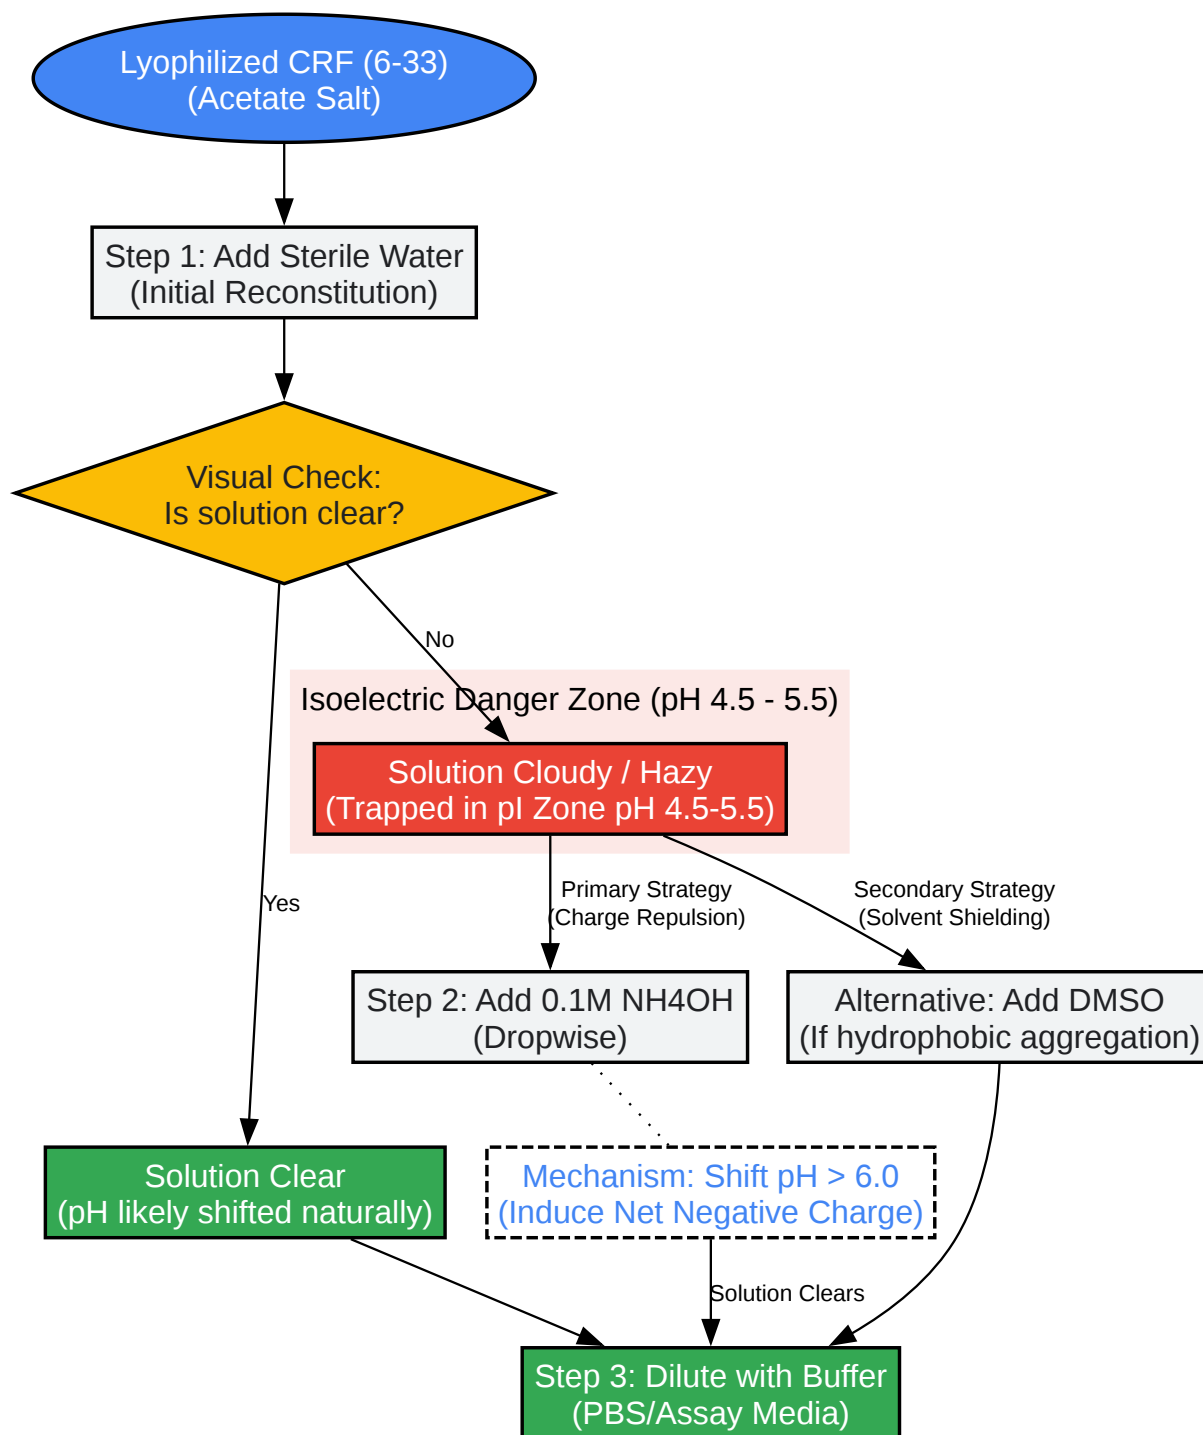 Lyophilized CRF (6-33)
(Acetate Salt)
Step 1: Add Sterile Water
(Initial Reconstitution)
Visual Check:
Is solution clear?
No
Isoelectric Danger Zone (pH 4.5 - 5.5)
Solution Cloudy / Hazy
(Trapped in pI Zone pH 4.5-5.5)
Yes
Primary Strategy
(Charge Repulsion)
Secondary Strategy
(Solvent Shielding)
Step 2: Add 0.1M NH4OH
(Dropwise)
Alternative: Add DMSO
(If hydrophobic aggregation)
Solution Clear
(pH likely shifted naturally)
Mechanism: Shift pH > 6.0
(Induce Net Negative Charge)
Solution Clears
Step 3: Dilute with Buffer
(PBS/Assay Media)